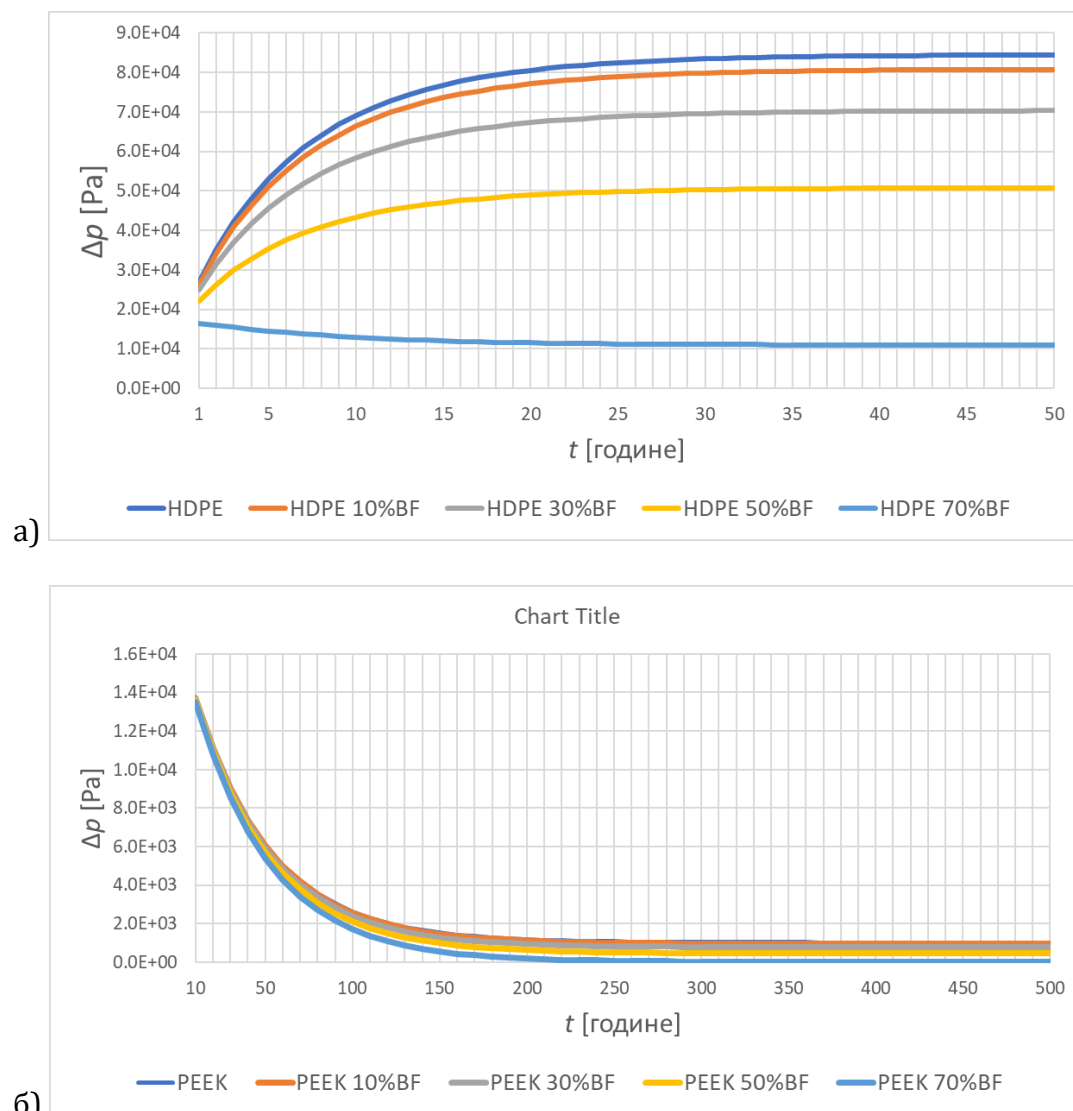 9.0E+04
8.0E+04
7.0E+04
6.0E+04
5.0E+04
4.0E+04
3.0E+04
2.0E+04
1.0E+04
0.0E+00
Δp [Pa]
1 5 10 15 20 25 30 35 40 45 50
t [године]
HDPE HDPE 10%BF HDPE 30%BF HDPE 50%BF HDPE 70%BF
а)
Chart Title
1.6E+04
1.4E+04
1.2E+04
1.0E+04
8.0E+03
6.0E+03
4.0E+03
2.0E+03
0.0E+00
Δp [Pa]
10 50 100 150 200 250 300 350 400 450 500
t [године]
PEEK PEEK 10%BF PEEK 30%BF PEEK 50%BF PEEK 70%BF
б)